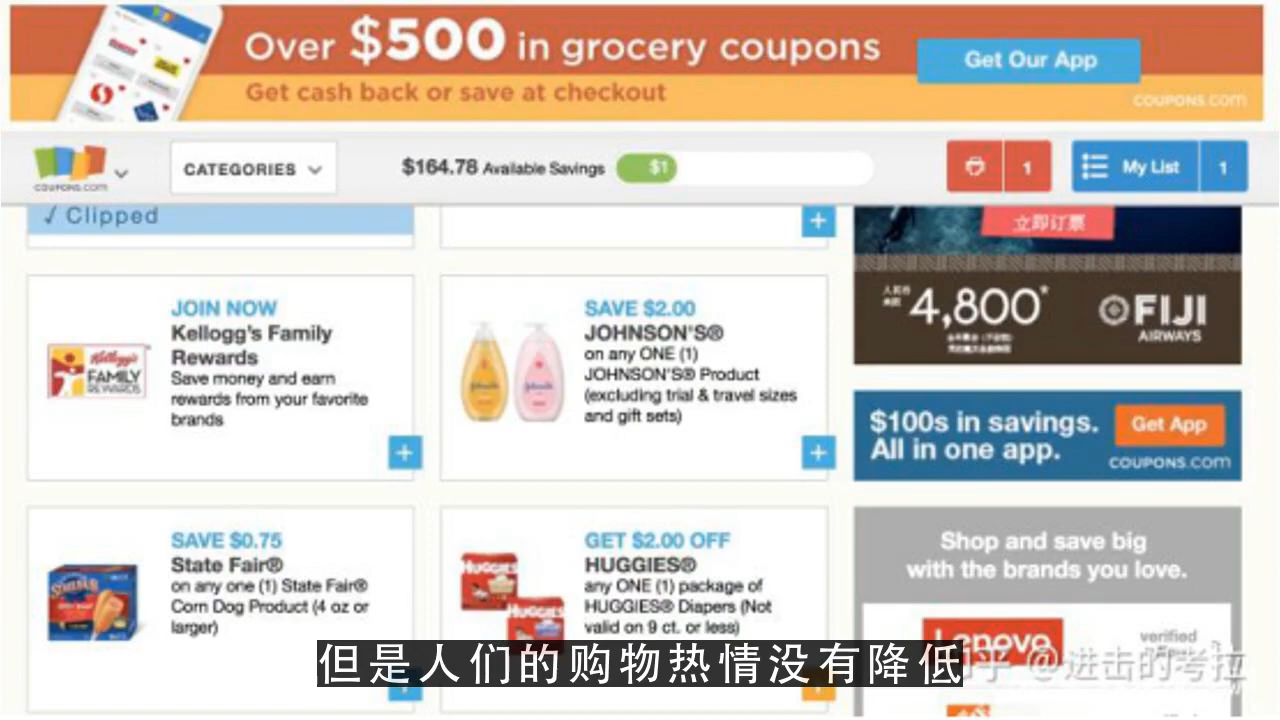 Over $500 in grocery coupons
Get cash back or save at checkout
Get Our App
COUPONS.com
COUPONS.com
CATEGORIES
$164.78 Available Savings
$1
1
My List
1
✓ Clipped
+
立即订票
JOIN NOW
Kellogg's Family
Rewards
Save money and earn
rewards from your favorite
brands
+
Kellogg's
FAMILY
REWARDS
SAVE $2.00
JOHNSON'S®
on any ONE (1)
JOHNSON'S® Product
(excluding trial & travel sizes
and gift sets)
+
4,800*
FIJI
AIRWAYS
$100s in savings.
All in one app.
Get App
COUPONS.com
SAVE $0.75
State Fair®
on any one (1) State Fair®
Corn Dog Product (4 oz or
larger)
GET $2.00 OFF
HUGGIES®
any ONE (1) package of
HUGGIES® Diapers (Not
valid on 9 ct. or less)
HUGGIES
HUGGIES
Shop and save big
with the brands you love.
Lenovo
verified
知乎 @进击的考拉
但是人们的购物热情没有降低